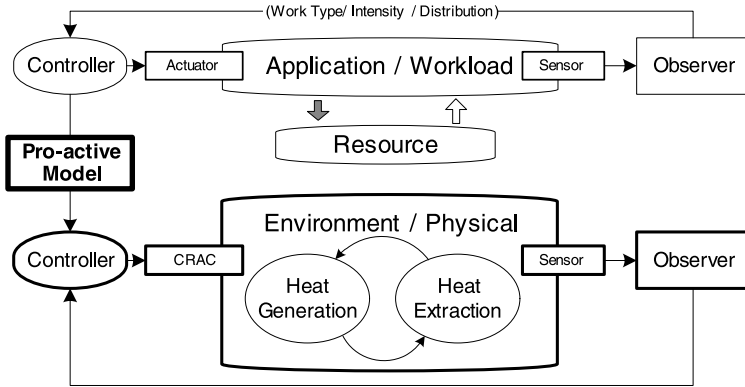 (Work Type/ Intensity / Distribution)
Controller
Actuator
Application / Workload
Sensor
Observer
Resource
Pro-active
Model
Environment / Physical
Controller
CRAC
Heat
Generation
Heat
Extraction
Sensor
Observer